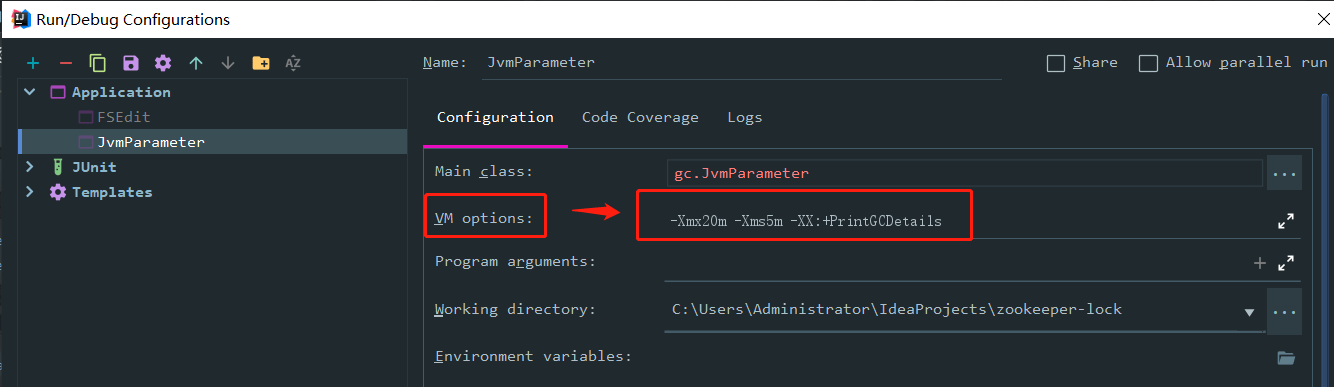 Run/Debug Configurations
Name: JvmParameter
Share
Allow parallel run
Application
FSEdit
JvmParameter
JUnit
Templates
Configuration Code Coverage Logs
Main class: gc.JvmParameter
VM options: -Xmx20m -Xms5m -XX:+PrintGCDetails
Program arguments:
Working directory: C:\Users\Administrator\IdeaProjects\zookeeper-lock
Environment variables: